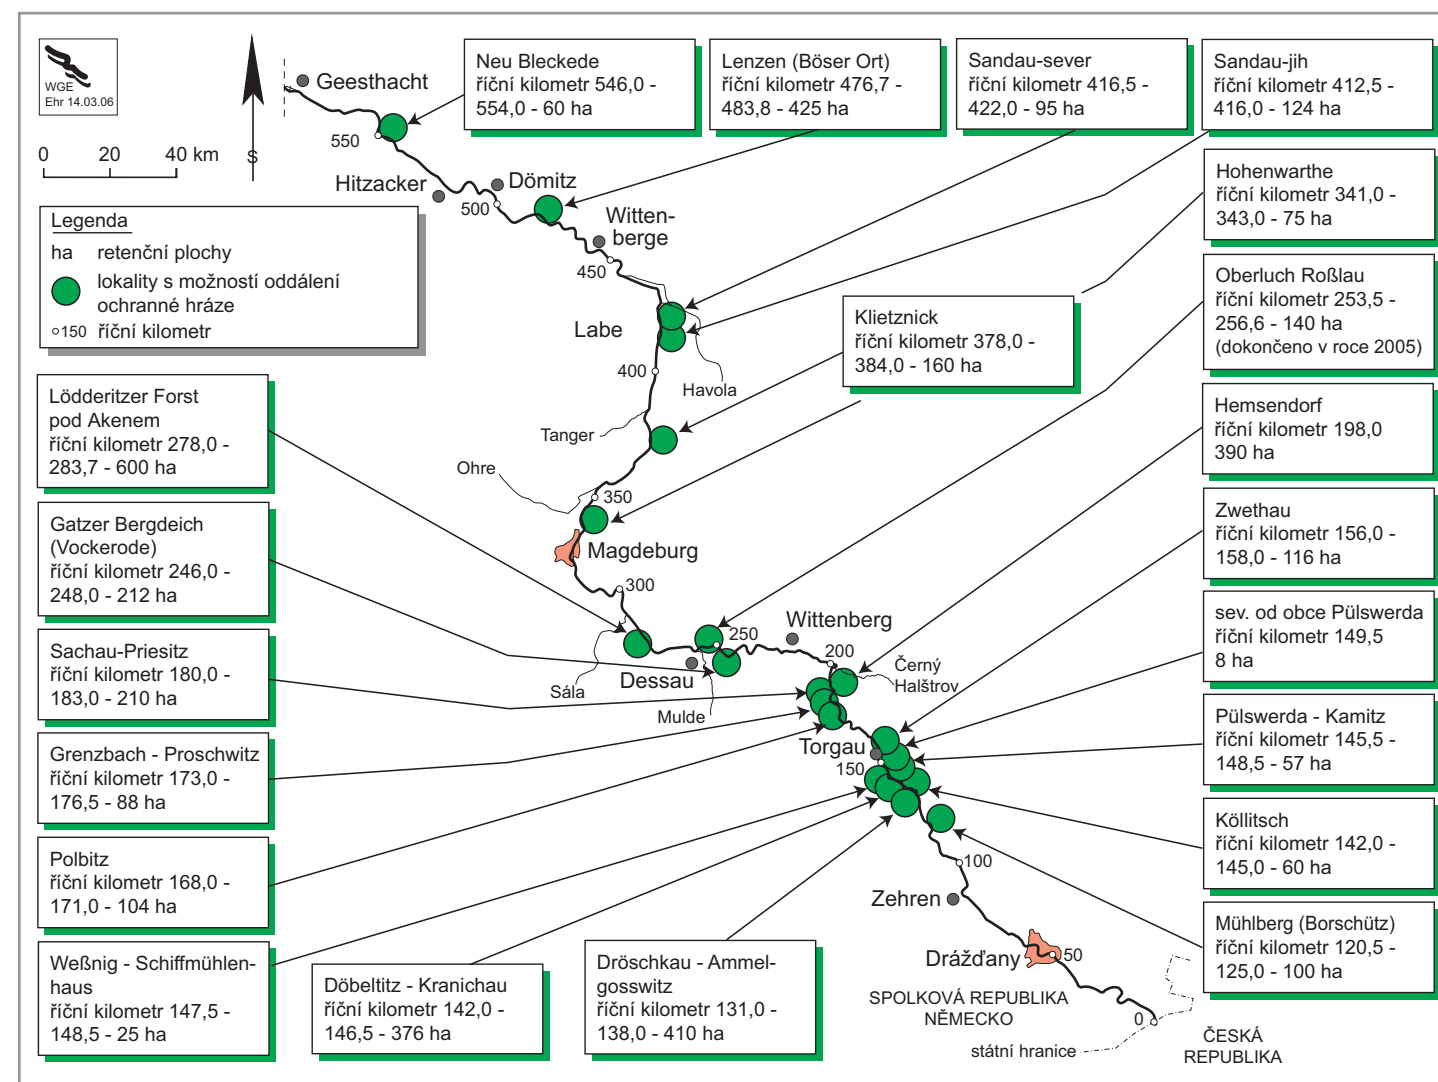 WGE
Ehr 14.03.06
0 20 40 km
S
Legenda
ha retenční plochy
lokality s možností oddálení
ochranné hráze
150 říční kilometr
Neu Bleckede
říční kilometr 546,0 -
554,0 - 60 ha
Lenzen (Böser Ort)
říční kilometr 476,7 -
483,8 - 425 ha
Sandau-sever
říční kilometr 416,5 -
422,0 - 95 ha
Sandau-jih
říční kilometr 412,5 -
416,0 - 124 ha
Hohenwarthe
říční kilometr 341,0 -
343,0 - 75 ha
Oberluch Roßlau
říční kilometr 253,5 -
256,6 - 140 ha
(dokončeno v roce 2005)
Klietznick
říční kilometr 378,0 -
384,0 - 160 ha
Hemsendorf
říční kilometr 198,0
390 ha
Zwethau
říční kilometr 156,0 -
158,0 - 116 ha
sev. od obce Pülswerda
říční kilometr 149,5
8 ha
Pülswerda - Kamitz
říční kilometr 145,5 -
148,5 - 57 ha
Köllitsch
říční kilometr 142,0 -
145,0 - 60 ha
Mühlberg (Borschütz)
říční kilometr 120,5 -
125,0 - 100 ha
Lödderitzer Forst
pod Akenem
říční kilometr 278,0 -
283,7 - 600 ha
Gatzer Bergdeich
(Vockerode)
říční kilometr 246,0 -
248,0 - 212 ha
Sachau-Priesitz
říční kilometr 180,0 -
183,0 - 210 ha
Grenzbach - Proschwitz
říční kilometr 173,0 -
176,5 - 88 ha
Polbitz
říční kilometr 168,0 -
171,0 - 104 ha
Weßnig - Schiffmühlen-
haus
říční kilometr 147,5 -
148,5 - 25 ha
Döbeltitz - Kranichau
říční kilometr 142,0 -
146,5 - 376 ha
Dröschkau - Ammel-
gosswitz
říční kilometr 131,0 -
138,0 - 410 ha
Geesthacht
550
Hitzacker
Dömitz
500
Witten-
berge
450
Labe
Havola
400
Tanger
Ohre
350
Magdeburg
300
Sála
Dessau
Mulde
250
Wittenberg
200
Černý
Halštrov
Torgau
150
100
Zehren
Drážďany
50
0
SPOLKOVÁ REPUBLIKA
NĚMECKO
státní hranice
ČESKÁ
REPUBLIKA